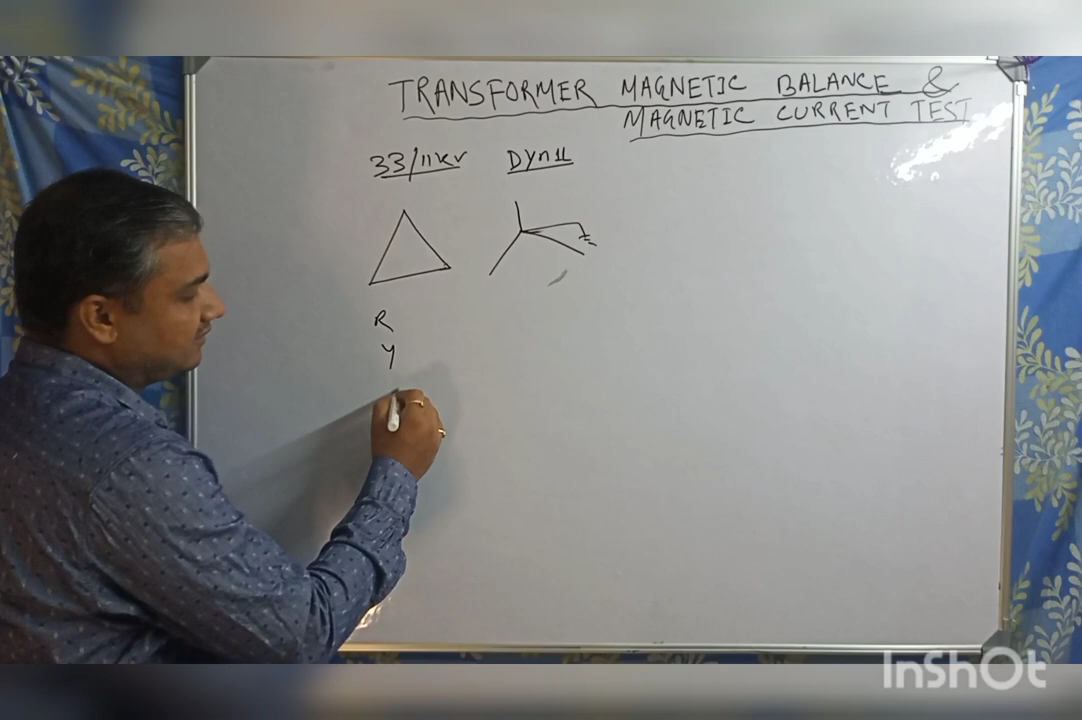 TRANSFORMER MAGNETIC BALANCE &
MAGNETIC CURRENT TEST
33/11KV DYn11
R
Y
InShOt